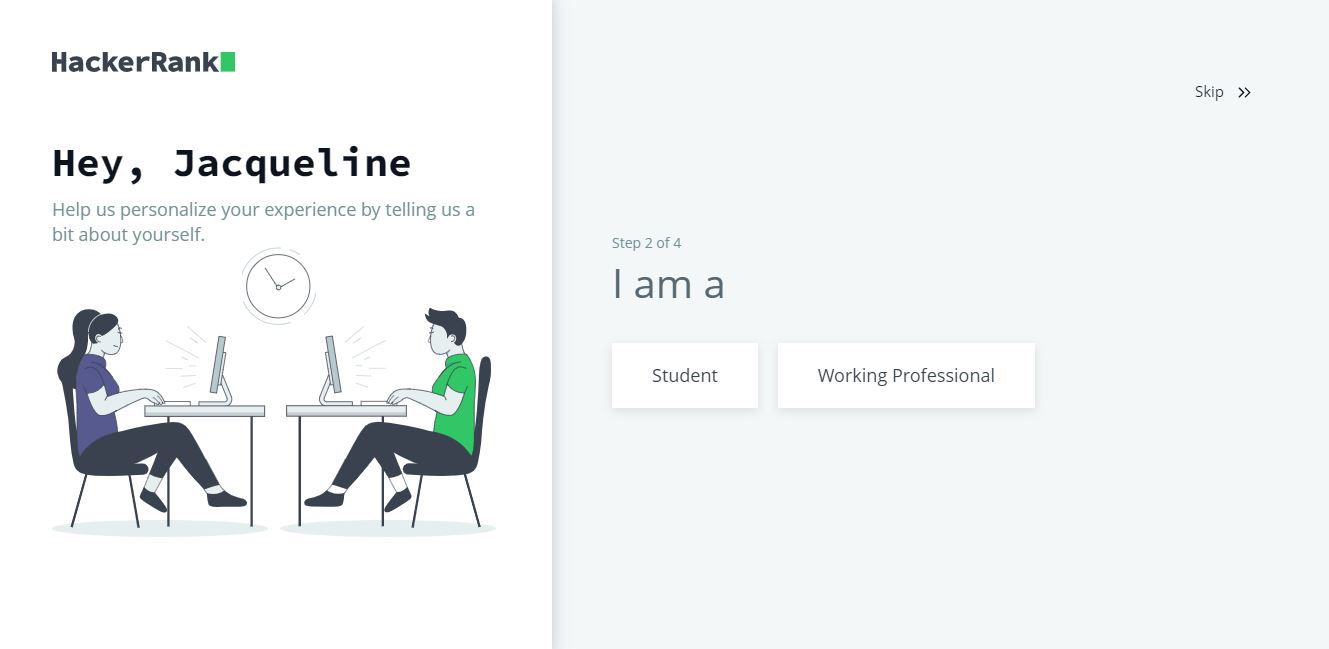 HackerRank
Hey, Jacqueline
Help us personalize your experience by telling us a
bit about yourself.
Skip
Step 2 of 4
I am a
Student
Working Professional